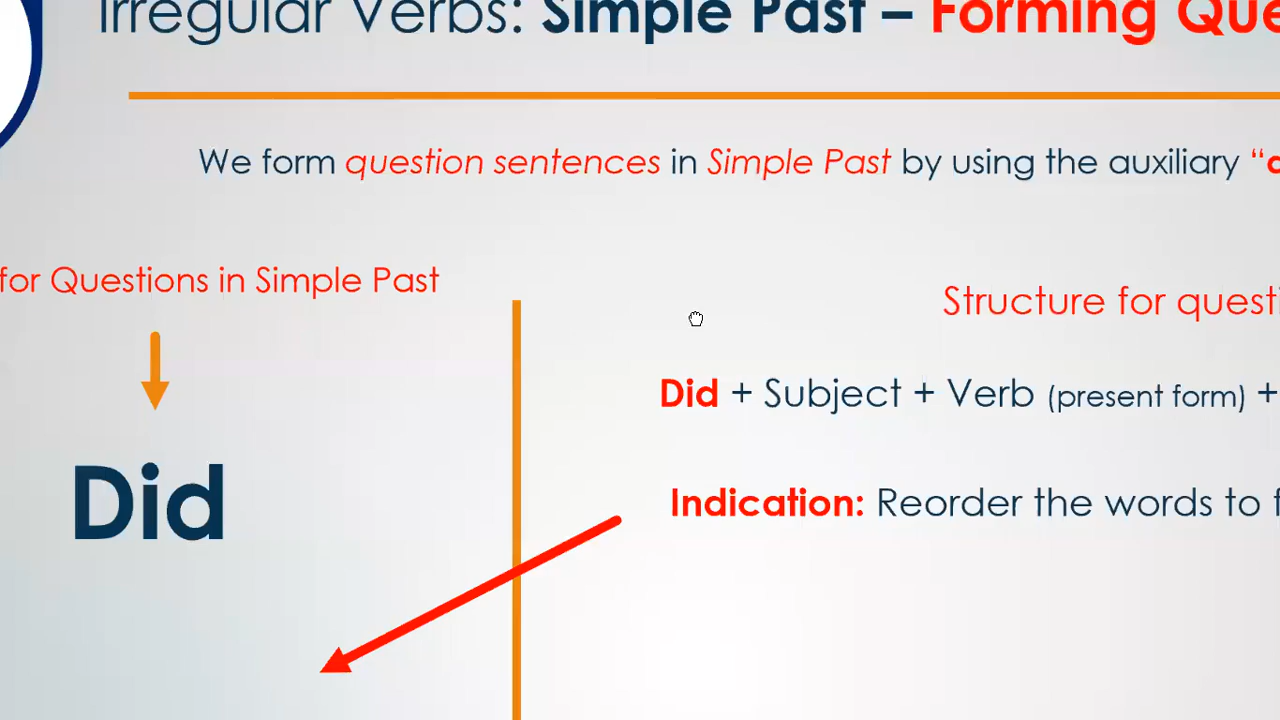 Irregular Verbs: Simple Past – Forming Que
We form question sentences in Simple Past by using the auxiliary “
for Questions in Simple Past
Structure for questi
Did + Subject + Verb (present form) +
Did
Indication: Reorder the words to f